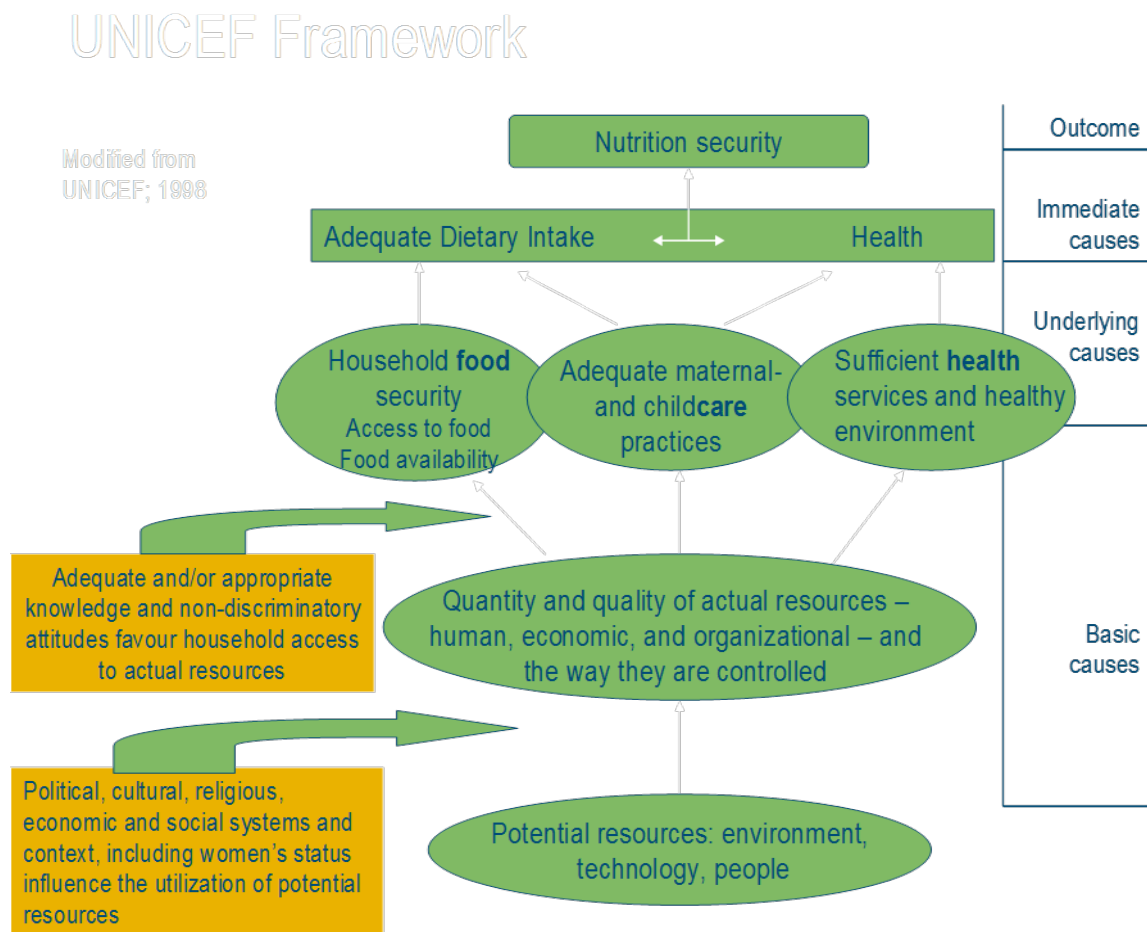 UNICEF Framework
Modified from
UNICEF; 1998
Nutrition security
Outcome
Adequate Dietary Intake
Health
Immediate
causes
Household food
security
Access to food
Food availability
Adequate maternal-
and childcare
practices
Sufficient health
services and healthy
environment
Underlying
causes
Adequate and/or appropriate
knowledge and non-discriminatory
attitudes favour household access
to actual resources
Quantity and quality of actual resources –
human, economic, and organizational – and
the way they are controlled
Basic
causes
Political, cultural, religious,
economic and social systems and
context, including women’s status
influence the utilization of potential
resources
Potential resources: environment,
technology, people